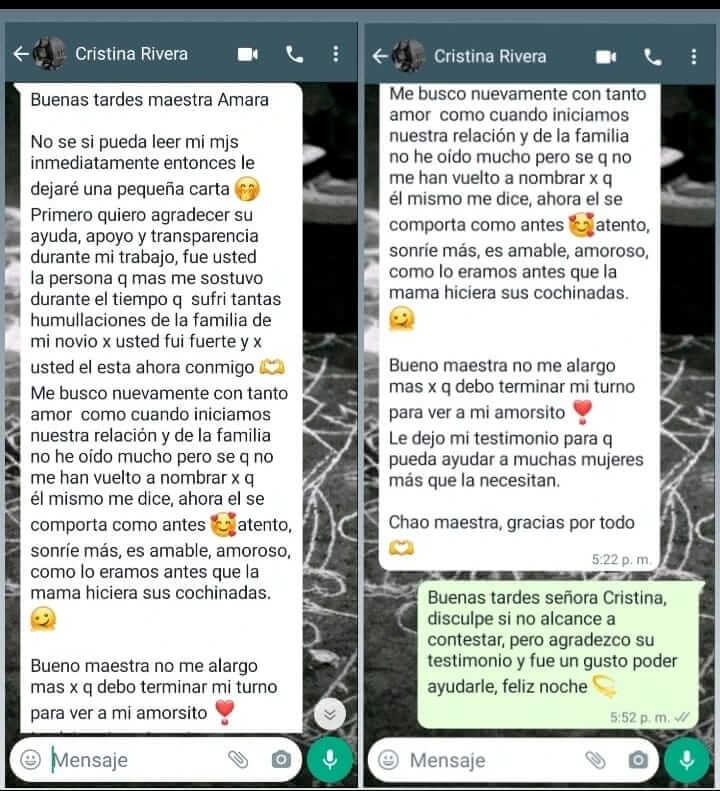 Cristina Rivera
Buenas tardes maestra Amara
No se si pueda leer mi mjs
inmediatamente entonces le
dejaré una pequeña carta 🤭
Primero quiero agradecer su
ayuda, apoyo y transparencia
durante mi trabajo, fue usted
la persona q mas me sostuvo
durante el tiempo q sufri tantas
humullaciones de la familia de
mi novio x usted fui fuerte y x
usted el esta ahora conmigo 🫶
Me busco nuevamente con tanto
amor como cuando iniciamos
nuestra relación y de la familia
no he oído mucho pero se q no
me han vuelto a nombrar x q
él mismo me dice, ahora el se
comporta como antes 🥰atento,
sonríe más, es amable, amoroso,
como lo eramos antes que la
mama hiciera sus cochinadas.
🤗
Bueno maestra no me alargo
mas x q debo terminar mi turno
para ver a mi amorsito ❣️
Mensaje
Cristina Rivera
Me busco nuevamente con tanto
amor como cuando iniciamos
nuestra relación y de la familia
no he oído mucho pero se q no
me han vuelto a nombrar x q
él mismo me dice, ahora el se
comporta como antes 🥰atento,
sonríe más, es amable, amoroso,
como lo eramos antes que la
mama hiciera sus cochinadas.
🤗
Bueno maestra no me alargo
mas x q debo terminar mi turno
para ver a mi amorsito ❣️
Le dejo mi testimonio para q
pueda ayudar a muchas mujeres
más que la necesitan.
Chao maestra, gracias por todo
🫶
5:22 p. m.
Buenas tardes señora Cristina,
disculpe si no alcance a
contestar, pero agradezco su
testimonio y fue un gusto poder
ayudarle, feliz noche 💫
5:52 p. m.
Mensaje